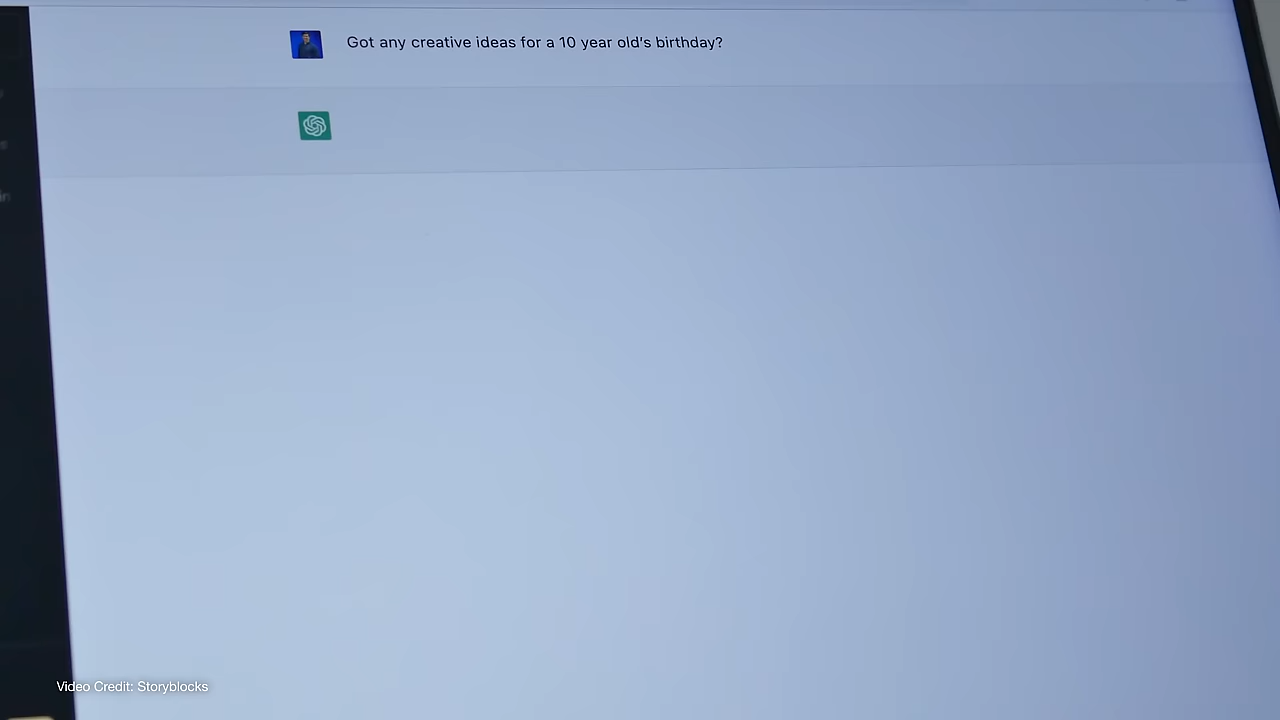 Got any creative ideas for a 10 year old's birthday?
Video Credit: Storyblocks